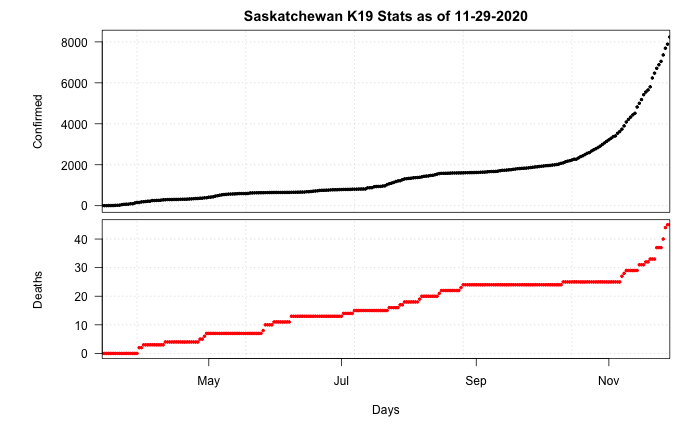 Saskatchewan K19 Stats as of 11-29-2020
Confirmed
8000
6000
4000
2000
0
Deaths
40
30
20
10
0
May Jul Sep Nov
Days